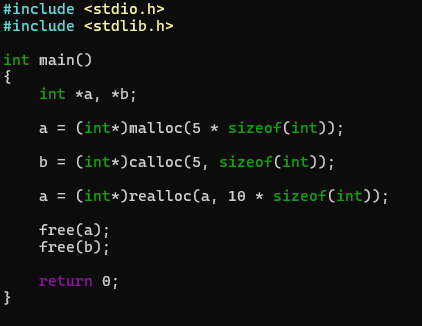 #include <stdio.h>
#include <stdlib.h>

int main()
{
    int *a, *b;

    a = (int*)malloc(5 * sizeof(int));

    b = (int*)calloc(5, sizeof(int));

    a = (int*)realloc(a, 10 * sizeof(int));

    free(a);
    free(b);

    return 0;
}